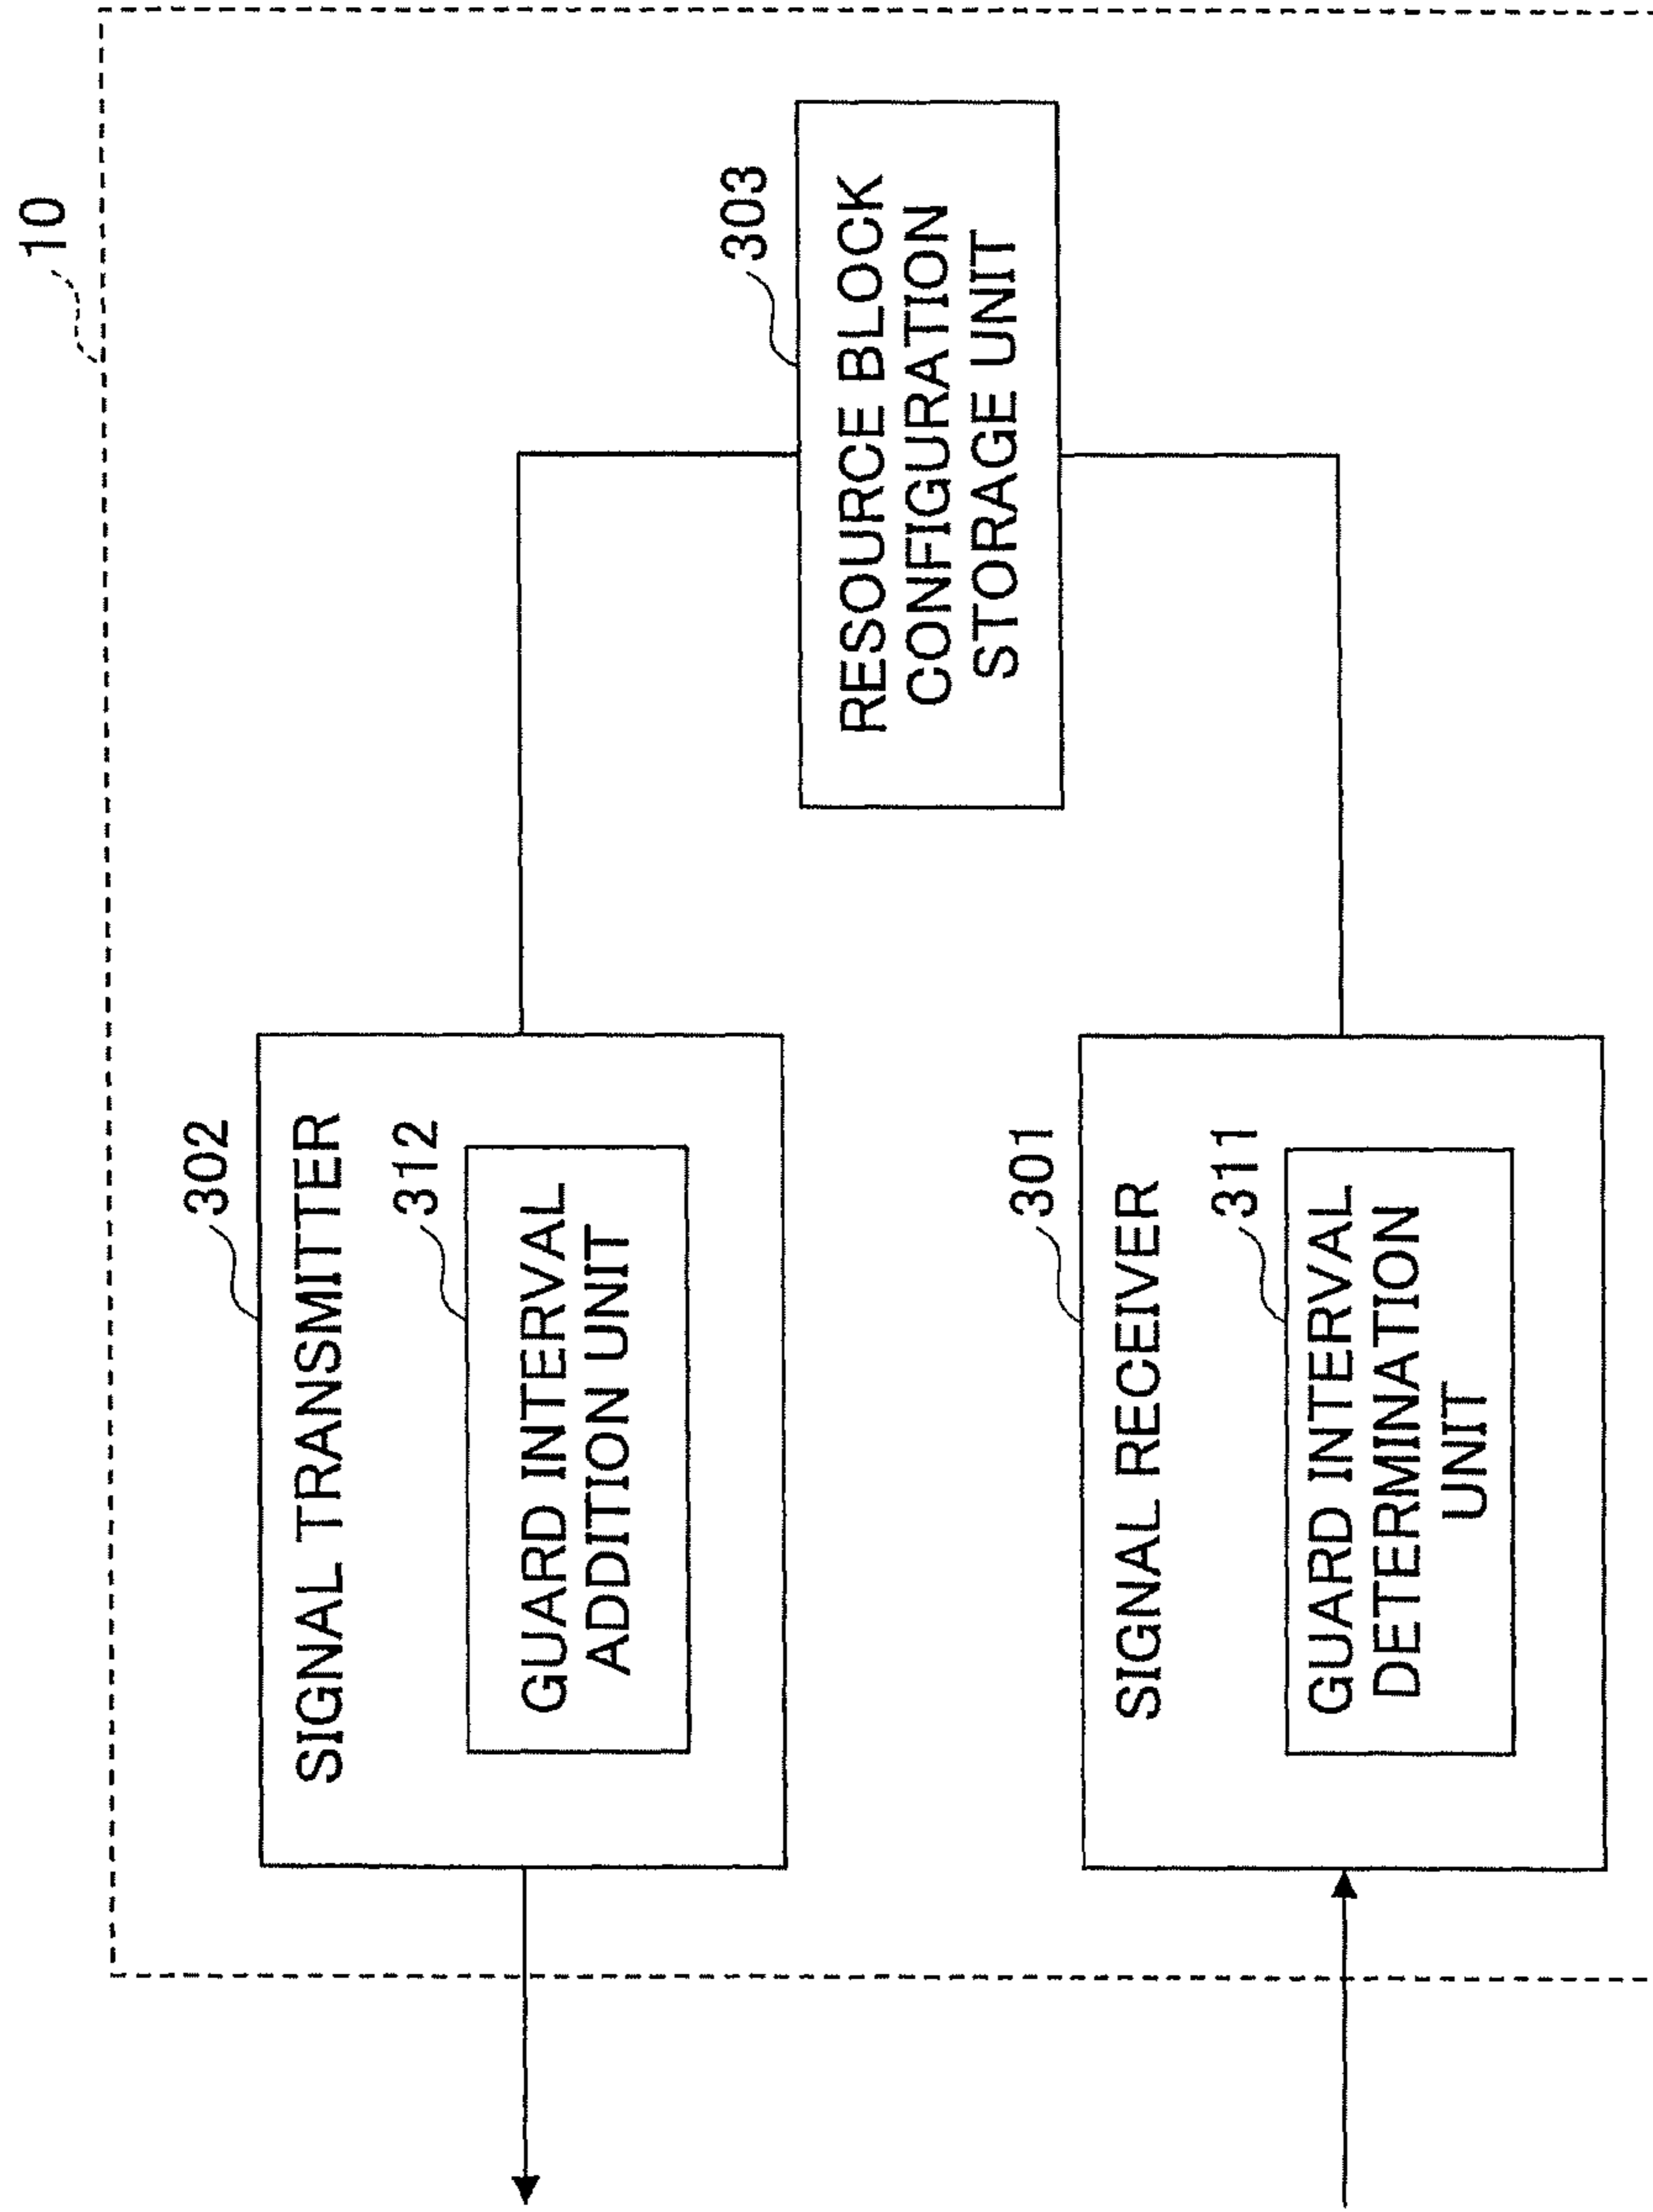 10
302
SIGNAL TRANSMITTER
312
GUARD INTERVAL
ADDITION UNIT
303
RESOURCE BLOCK
CONFIGURATION
STORAGE UNIT
301
SIGNAL RECEIVER
311
GUARD INTERVAL
DETERMINATION
UNIT